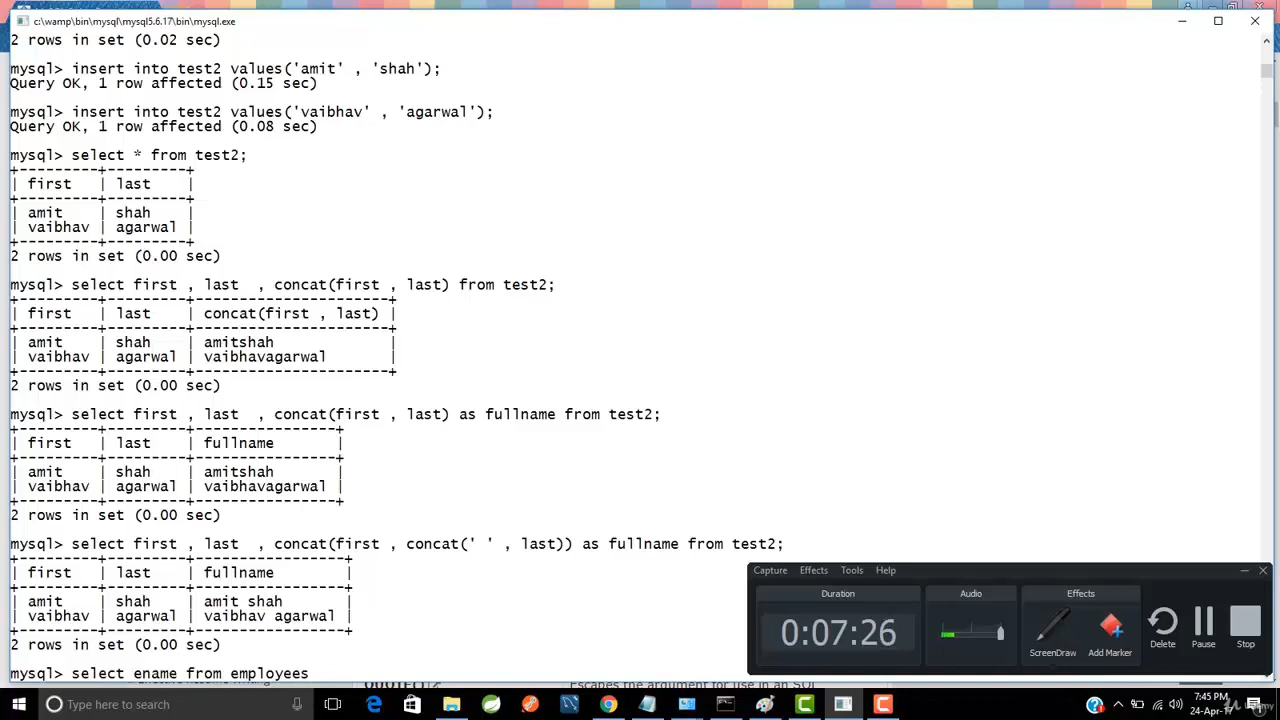 c:\wamp\bin\mysql\mysql5.6.17\bin\mysql.exe
2 rows in set (0.02 sec)
mysql> insert into test2 values('amit' , 'shah');
Query OK, 1 row affected (0.15 sec)
mysql> insert into test2 values('vaibhav' , 'agarwal');
Query OK, 1 row affected (0.08 sec)
mysql> select * from test2;
+---------+---------+
| first   | last    |
+---------+---------+
| amit    | shah    |
| vaibhav | agarwal |
+---------+---------+
2 rows in set (0.00 sec)
mysql> select first , last  , concat(first , last) from test2;
+---------+---------+----------------------+
| first   | last    | concat(first , last) |
+---------+---------+----------------------+
| amit    | shah    | amitshah             |
| vaibhav | agarwal | vaibhavagarwal       |
+---------+---------+----------------------+
2 rows in set (0.00 sec)
mysql> select first , last  , concat(first , last) as fullname from test2;
+---------+---------+----------------+
| first   | last    | fullname       |
+---------+---------+----------------+
| amit    | shah    | amitshah       |
| vaibhav | agarwal | vaibhavagarwal |
+---------+---------+----------------+
2 rows in set (0.00 sec)
mysql> select first , last  , concat(first , concat(' ' , last)) as fullname from test2;
+---------+---------+-----------------+
| first   | last    | fullname        |
+---------+---------+-----------------+
| amit    | shah    | amit shah       |
| vaibhav | agarwal | vaibhav agarwal |
+---------+---------+-----------------+
2 rows in set (0.00 sec)
mysql> select ename from employees
Capture Effects Tools Help
Duration Audio Effects
0:07:26
ScreenDraw Add Marker Delete Pause Stop
Escapes the argument for use in an SQL
Type here to search
7:45 PM
24-Apr-